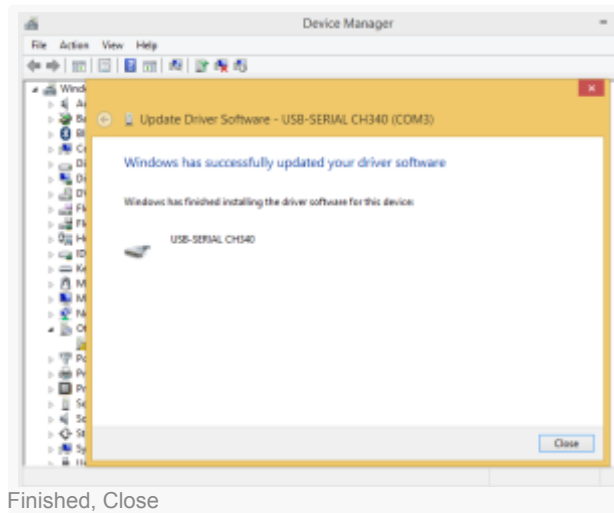 Device Manager
File Action View Help
Wind
Update Driver Software - USB-SERIAL CH340 (COM3)
Windows has successfully updated your driver software
Windows has finished installing the driver software for this device:
USB-SERIAL CH340
Close
Finished, Close